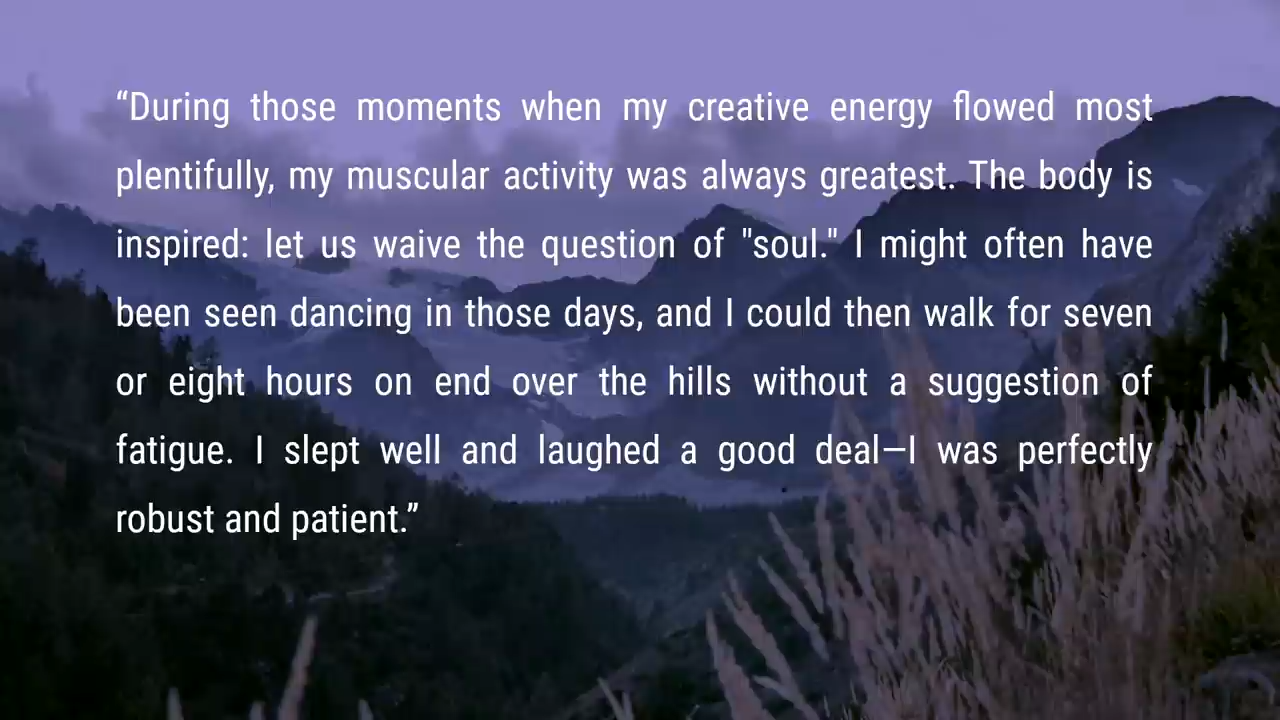 “During those moments when my creative energy flowed most
plentifully, my muscular activity was always greatest. The body is
inspired: let us waive the question of "soul." I might often have
been seen dancing in those days, and I could then walk for seven
or eight hours on end over the hills without a suggestion of
fatigue. I slept well and laughed a good deal—I was perfectly
robust and patient.”